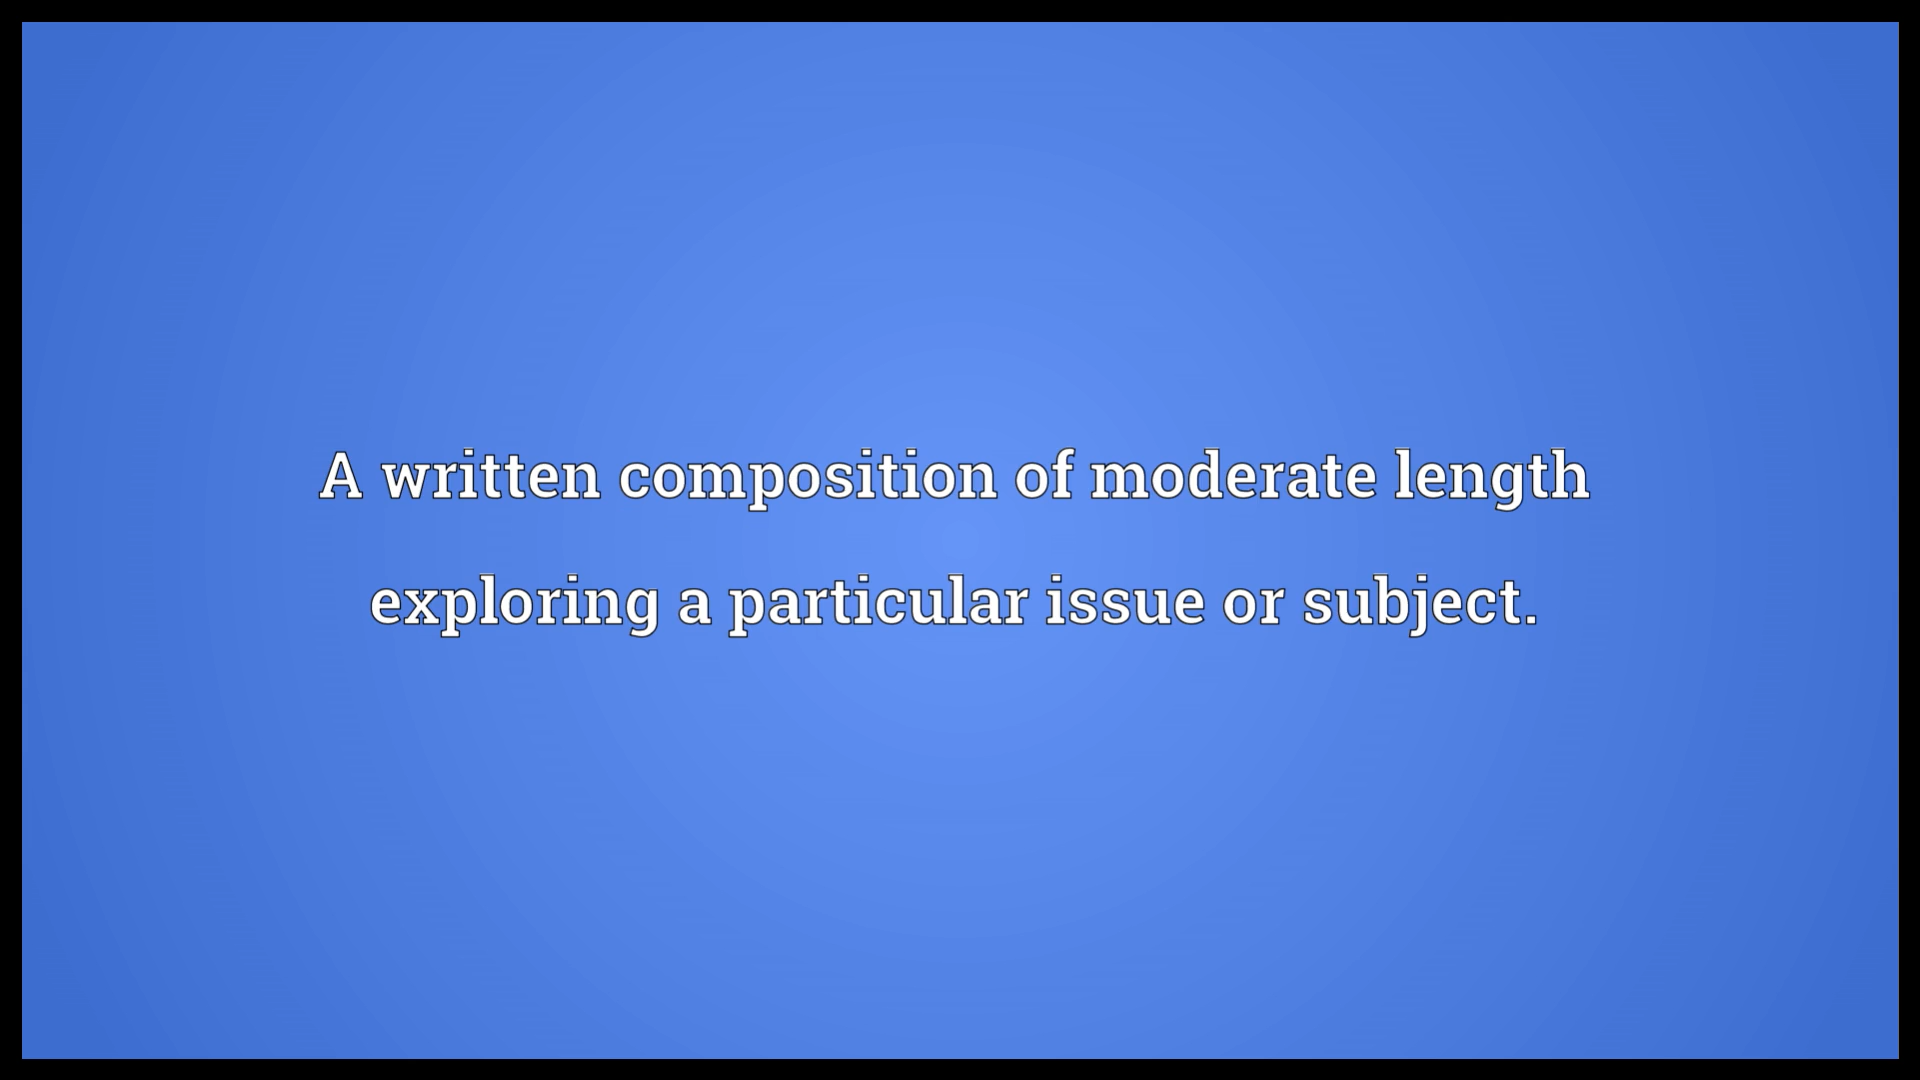 A written composition of moderate length
exploring a particular issue or subject.